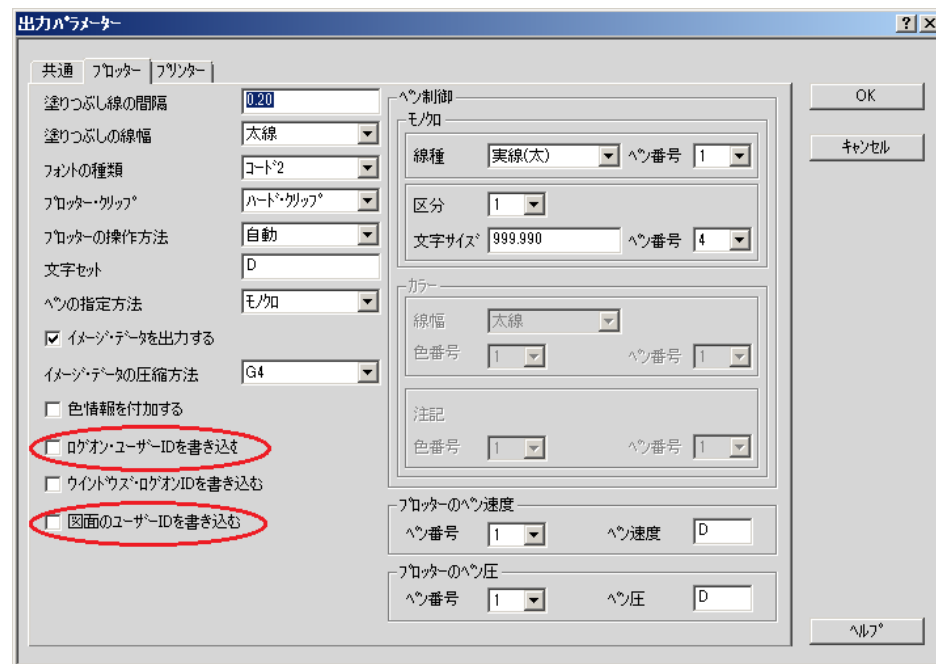 出力ﾊﾟﾗﾒｰﾀｰ
共通 ﾌﾟﾛｯﾀｰ ﾌﾟﾘﾝﾀｰ
塗りつぶし線の間隔 0.20
塗りつぶしの線幅 太線
ﾌｫﾝﾄの種類 ｺｰﾄﾞ2
ﾌﾟﾛｯﾀｰ･ｸﾘｯﾌﾟ ﾊｰﾄﾞ･ｸﾘｯﾌﾟ
ﾌﾟﾛｯﾀｰの操作方法 自動
文字ｾｯﾄ D
ﾍﾟﾝの指定方法 ﾓﾉｸﾛ
ｲﾒｰｼﾞ･ﾃﾞｰﾀを出力する
ｲﾒｰｼﾞ･ﾃﾞｰﾀの圧縮方法 G4
色情報を付加する
ﾛｸﾞｵﾝ･ﾕｰｻﾞｰIDを書き込む
ｳｲﾝﾄﾞｳｽﾞ･ﾛｸﾞｵﾝIDを書き込む
図面のﾕｰｻﾞｰIDを書き込む
ﾍﾟﾝ制御
ﾓﾉｸﾛ
線種 実線(太) ﾍﾟﾝ番号 1
区分 1
文字ｻｲｽﾞ 999.990 ﾍﾟﾝ番号 4
ｶﾗｰ
線幅 太線
色番号 1 ﾍﾟﾝ番号 1
注記
色番号 1 ﾍﾟﾝ番号 1
ﾌﾟﾛｯﾀｰのﾍﾟﾝ速度
ﾍﾟﾝ番号 1 ﾍﾟﾝ速度 D
ﾌﾟﾛｯﾀｰのﾍﾟﾝ圧
ﾍﾟﾝ番号 1 ﾍﾟﾝ圧 D
OK
ｷｬﾝｾﾙ
ﾍﾙﾌﾟ